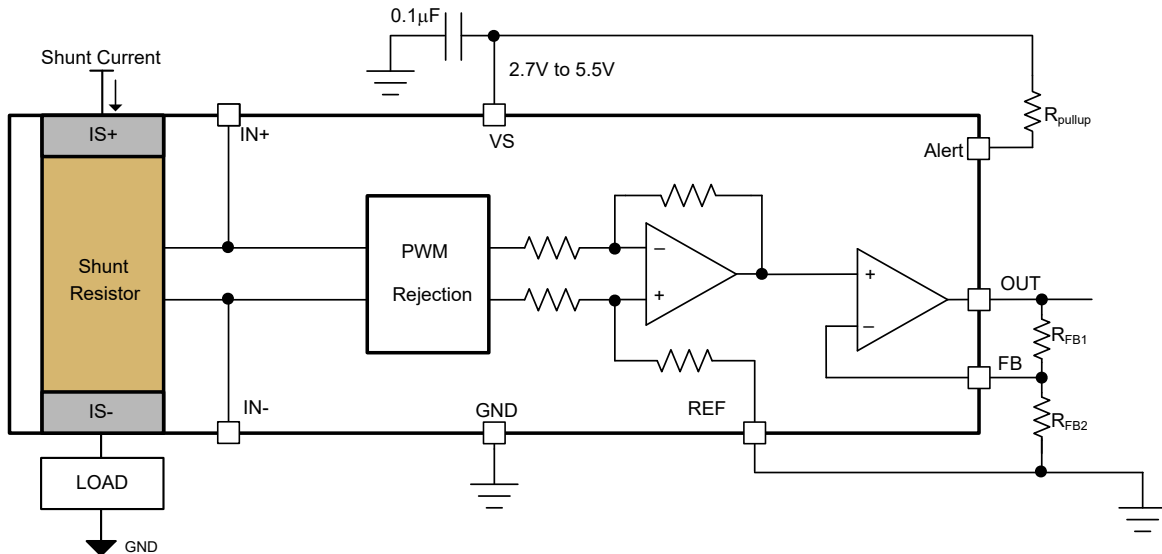 0.1μF
Shunt Current
2.7V to 5.5V
Rpullup
IS+
IN+
VS
Alert
Shunt
Resistor
PWM
Rejection
−
+
+
−
OUT
RFB1
FB
IS-
IN-
GND
REF
RFB2
LOAD
GND